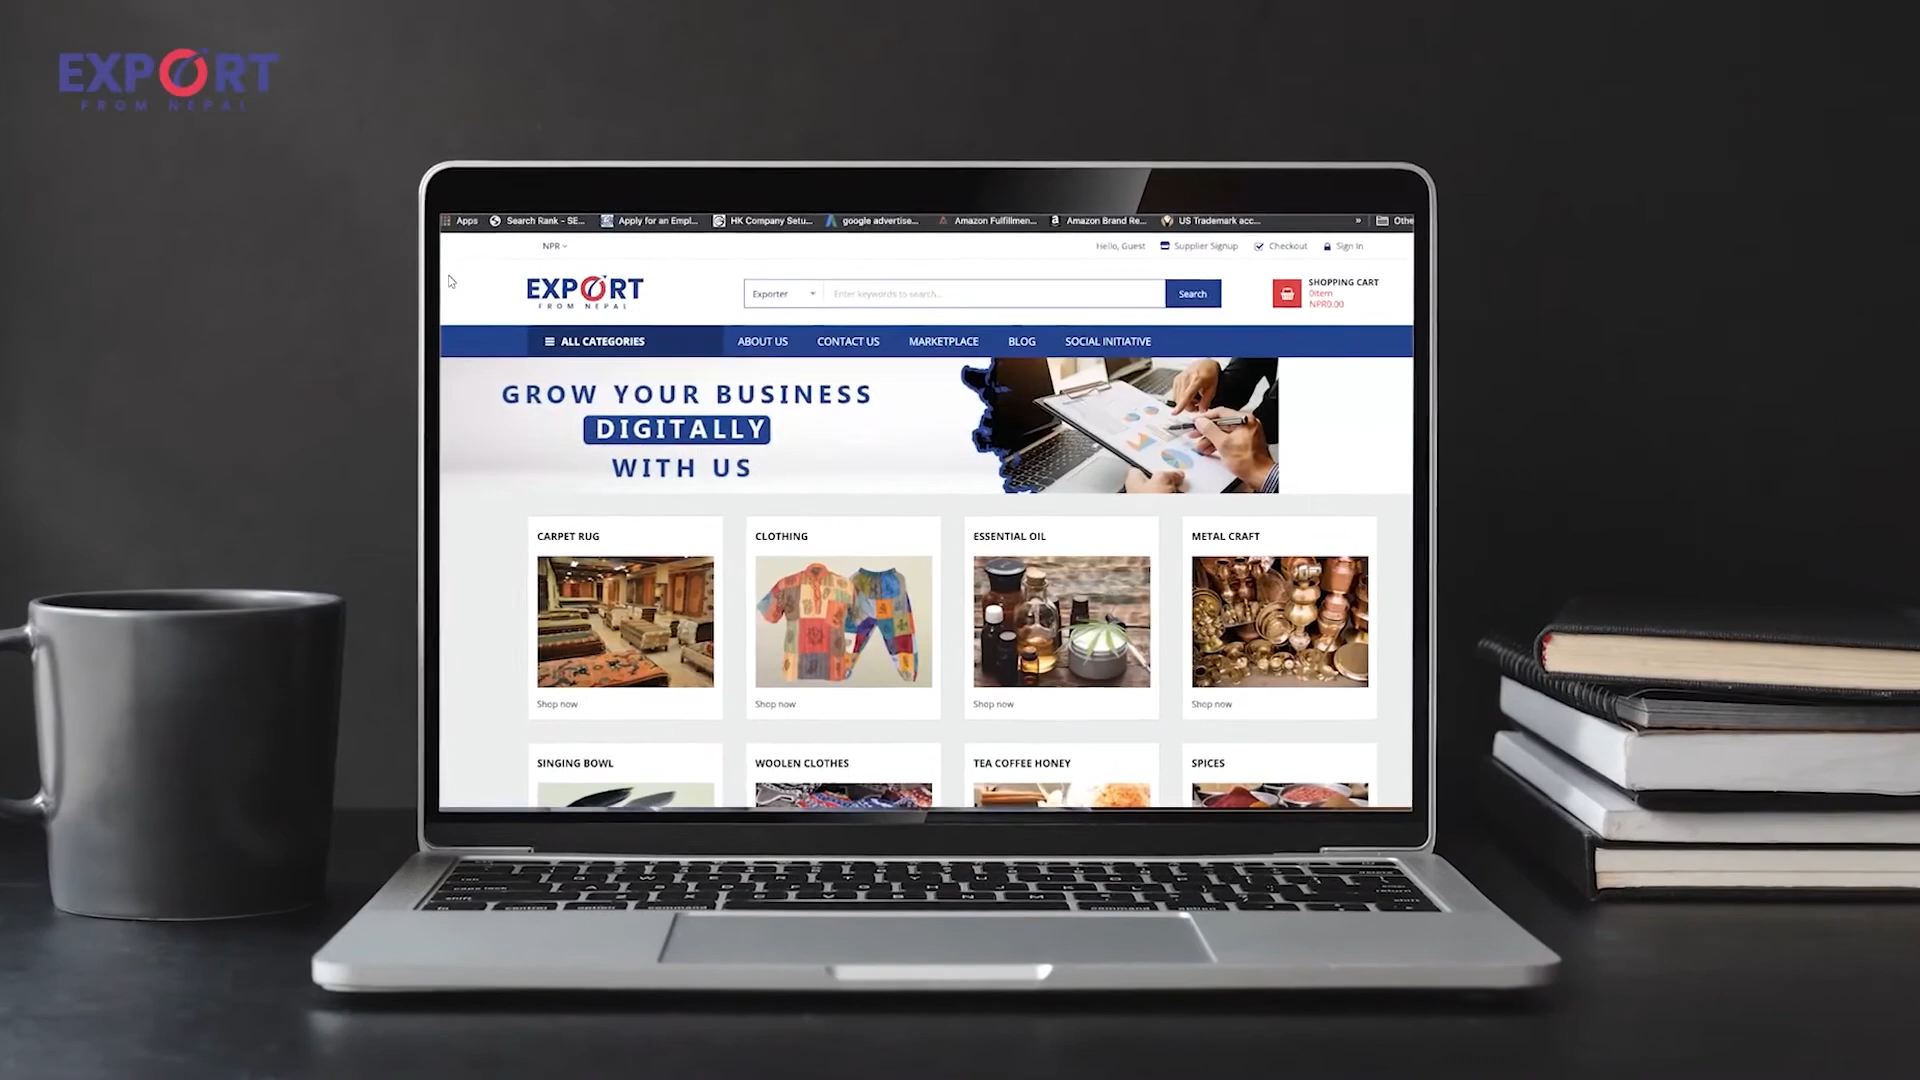 EXPORT
FROM NEPAL
Apps Search Rank - SE... Apply for an Empl... HK Company Setu... google advertise... Amazon Fulfillmen... Amazon Brand Re... US Trademark acc... » Othe
NPR Hello, Guest Supplier Signup Checkout Sign In
EXPORT
FROM NEPAL
Exporter Enter keywords to search... Search
SHOPPING CART
0item
NPR0.00
ALL CATEGORIES ABOUT US CONTACT US MARKETPLACE BLOG SOCIAL INITIATIVE
GROW YOUR BUSINESS
DIGITALLY
WITH US
CARPET RUG CLOTHING ESSENTIAL OIL METAL CRAFT
Shop now Shop now Shop now Shop now
SINGING BOWL WOOLEN CLOTHES TEA COFFEE HONEY SPICES